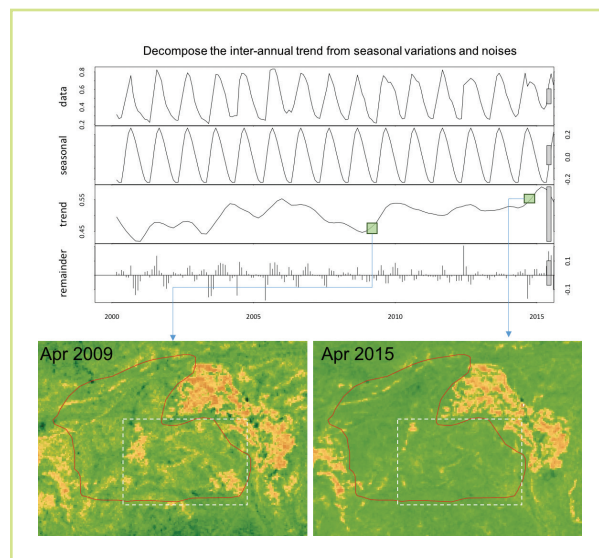 Decompose the inter-annual trend from seasonal variations and noises
data
0.2 0.4 0.6 0.8
seasonal
-0.2 0.0 0.2
trend
0.45 0.55
remainder
-0.1 0.1
2000 2005 2010 2015
Apr 2009
Apr 2015